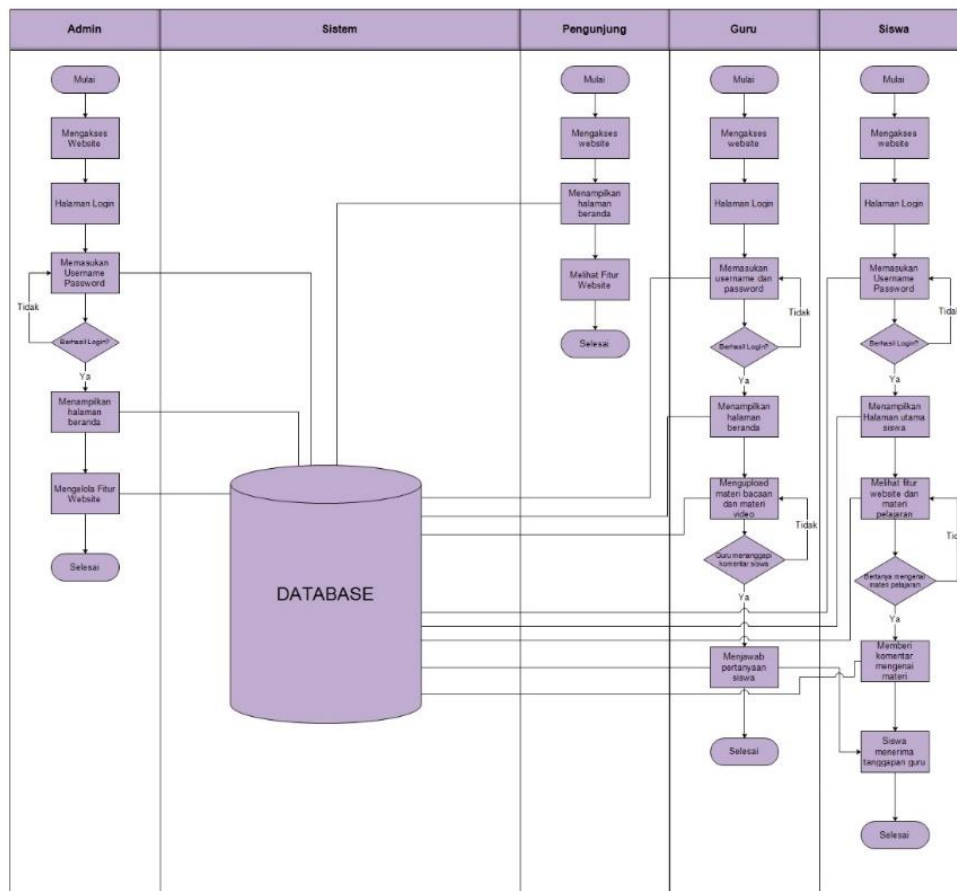 Admin
Sistem
Pengunjung
Guru
Siswa
Mulai
Mengakses
Website
Halaman Login
Memasukan
Username
Password
Tidak
Berhasil Login?
Ya
Menampilkan
halaman
beranda
Mengelola Fitur
Website
Selesai
DATABASE
Mulai
Mengakses
website
Menampilkan
halaman
beranda
Melihat Fitur
Website
Selesai
Mulai
Mengakses
website
Halaman Login
Memasukan
username dan
password
Tidak
Berhasil Login?
Ya
Menampilkan
halaman
beranda
Mengupload
materi bacaan
dan materi
video
Tidak
Guru menanggapi
komentar siswa
Ya
Menjawab
pertanyaan
siswa
Selesai
Mulai
Mengakses
website
Halaman Login
Memasukan
Username
Password
Tidak
Berhasil Login?
Ya
Menampilkan
Halaman utama
siswa
Melihat fitur
website dan
materi
pelajaran
Tid
Bertanya mengenai
materi pelajaran
Ya
Memberi
komentar
mengenai
materi
Siswa
menerima
tanggapan guru
Selesai